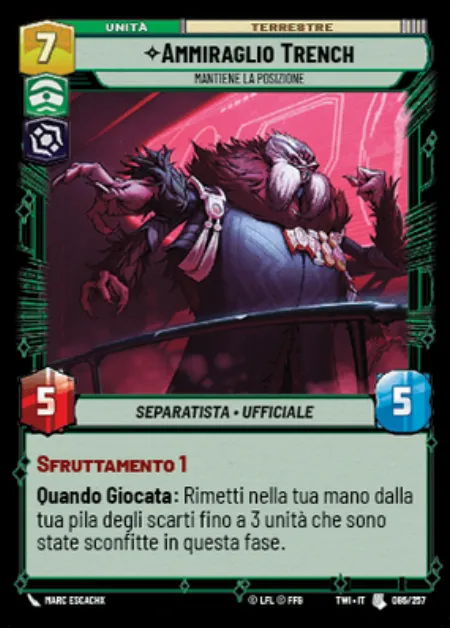 7
UNITÀ
TERRESTRE
AMMIRAGLIO TRENCH
MANTIENE LA POSIZIONE
5
SEPARATISTA • UFFICIALE
5
SFRUTTAMENTO 1
Quando Giocata: Rimetti nella tua mano dalla
tua pila degli scarti fino a 3 unità che sono
state sconfitte in questa fase.
MARC ESCACHX
© LFL © FFG
TWI • IT
086/257